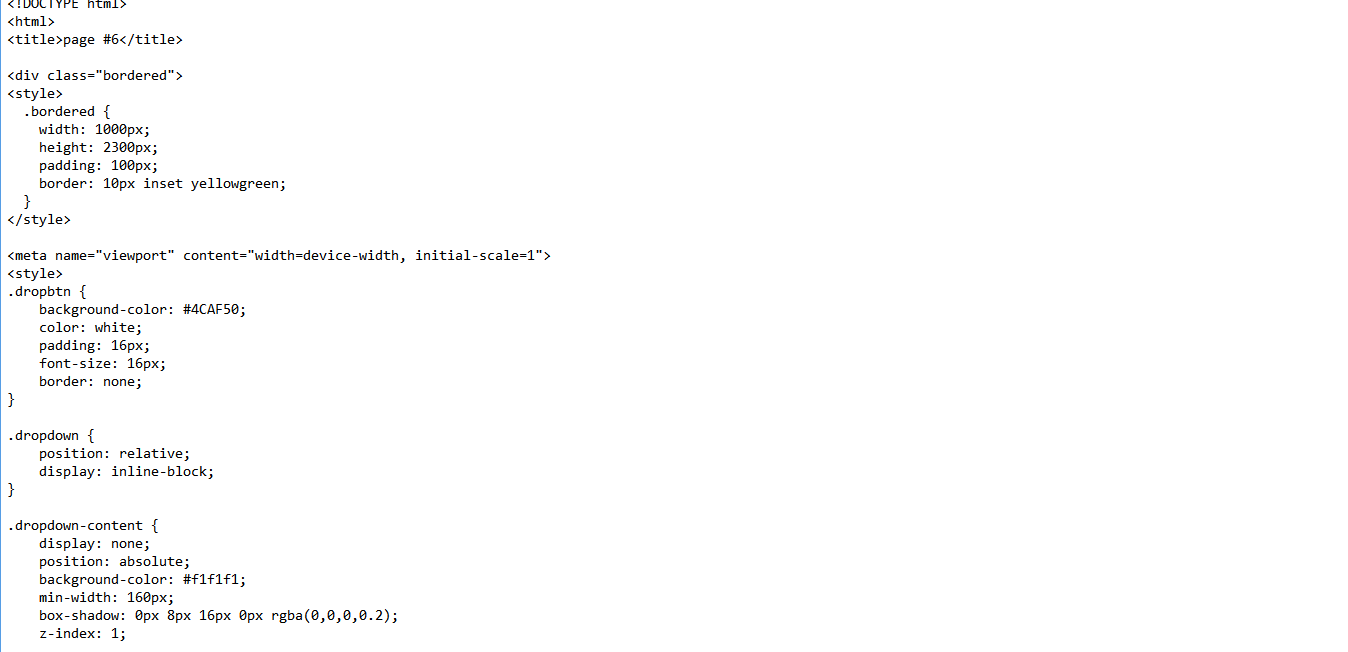 <!DOCTYPE html>
<html>
<title>page #6</title>

<div class="bordered">
<style>
  .bordered {
    width: 1000px;
    height: 2300px;
    padding: 100px;
    border: 10px inset yellowgreen;
  }
</style>

<meta name="viewport" content="width=device-width, initial-scale=1">
<style>
.dropbtn {
    background-color: #4CAF50;
    color: white;
    padding: 16px;
    font-size: 16px;
    border: none;
}

.dropdown {
    position: relative;
    display: inline-block;
}

.dropdown-content {
    display: none;
    position: absolute;
    background-color: #f1f1f1;
    min-width: 160px;
    box-shadow: 0px 8px 16px 0px rgba(0,0,0,0.2);
    z-index: 1;